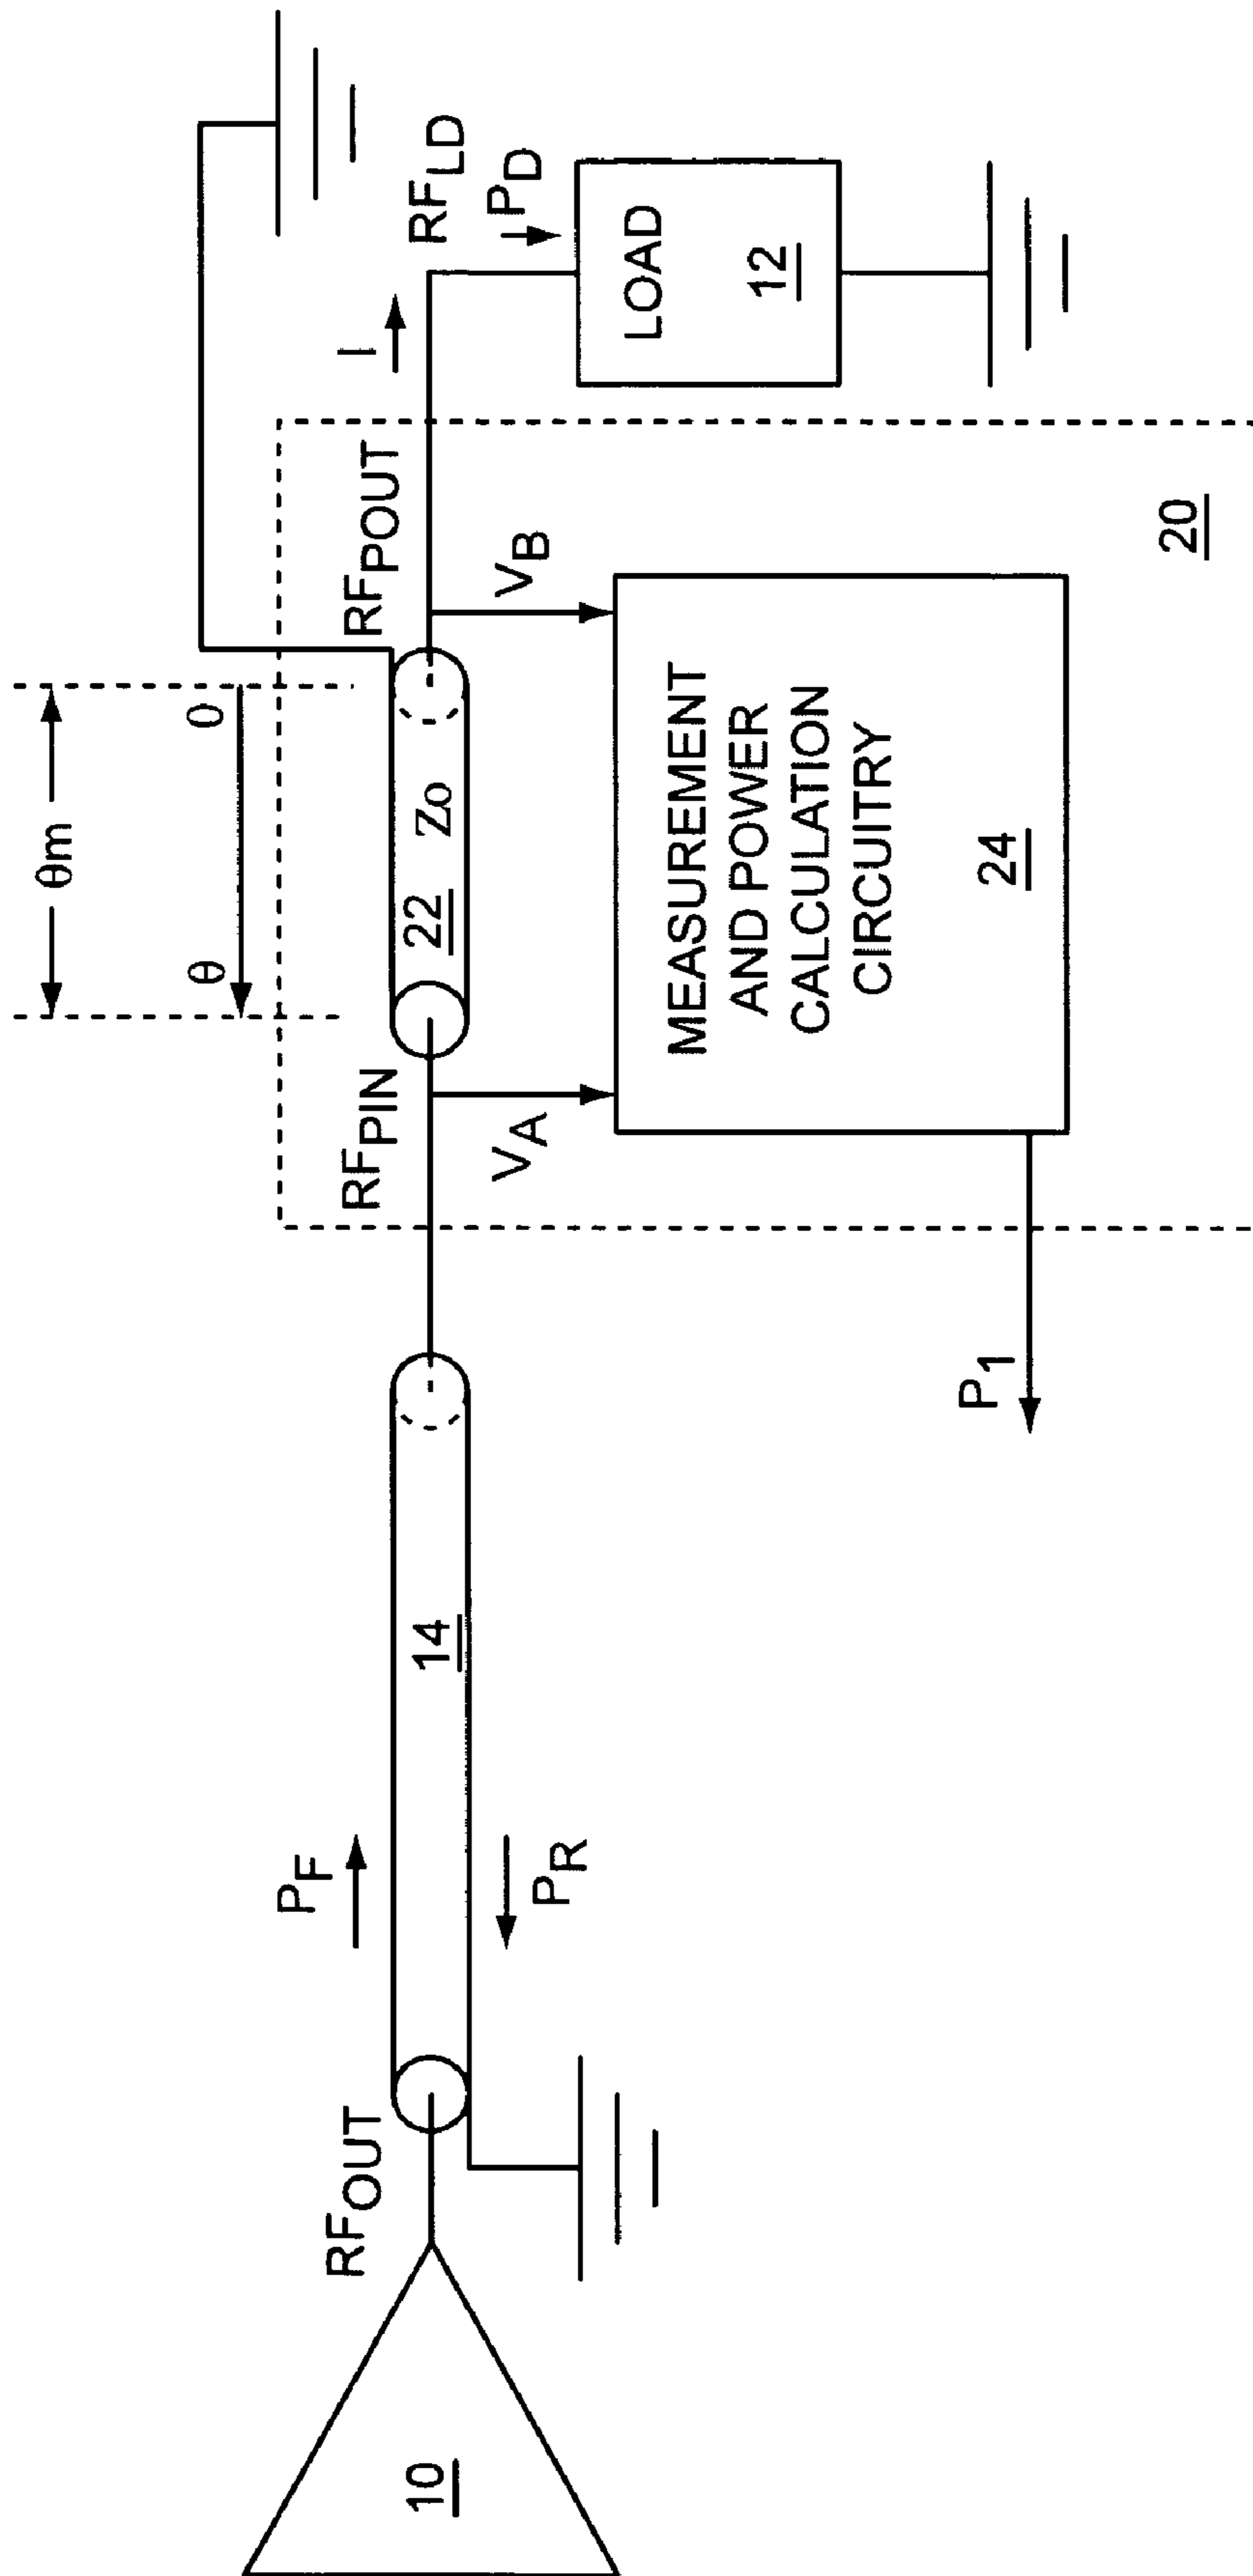 θm
θ 0
10
RF_OUT
P_F
P_R
14
RF_PIN
22 Zo
RF_POUT
I
RF_LD
P_D
V_A
V_B
LOAD
12
MEASUREMENT
AND POWER
CALCULATION
CIRCUITRY
24
P_1
20